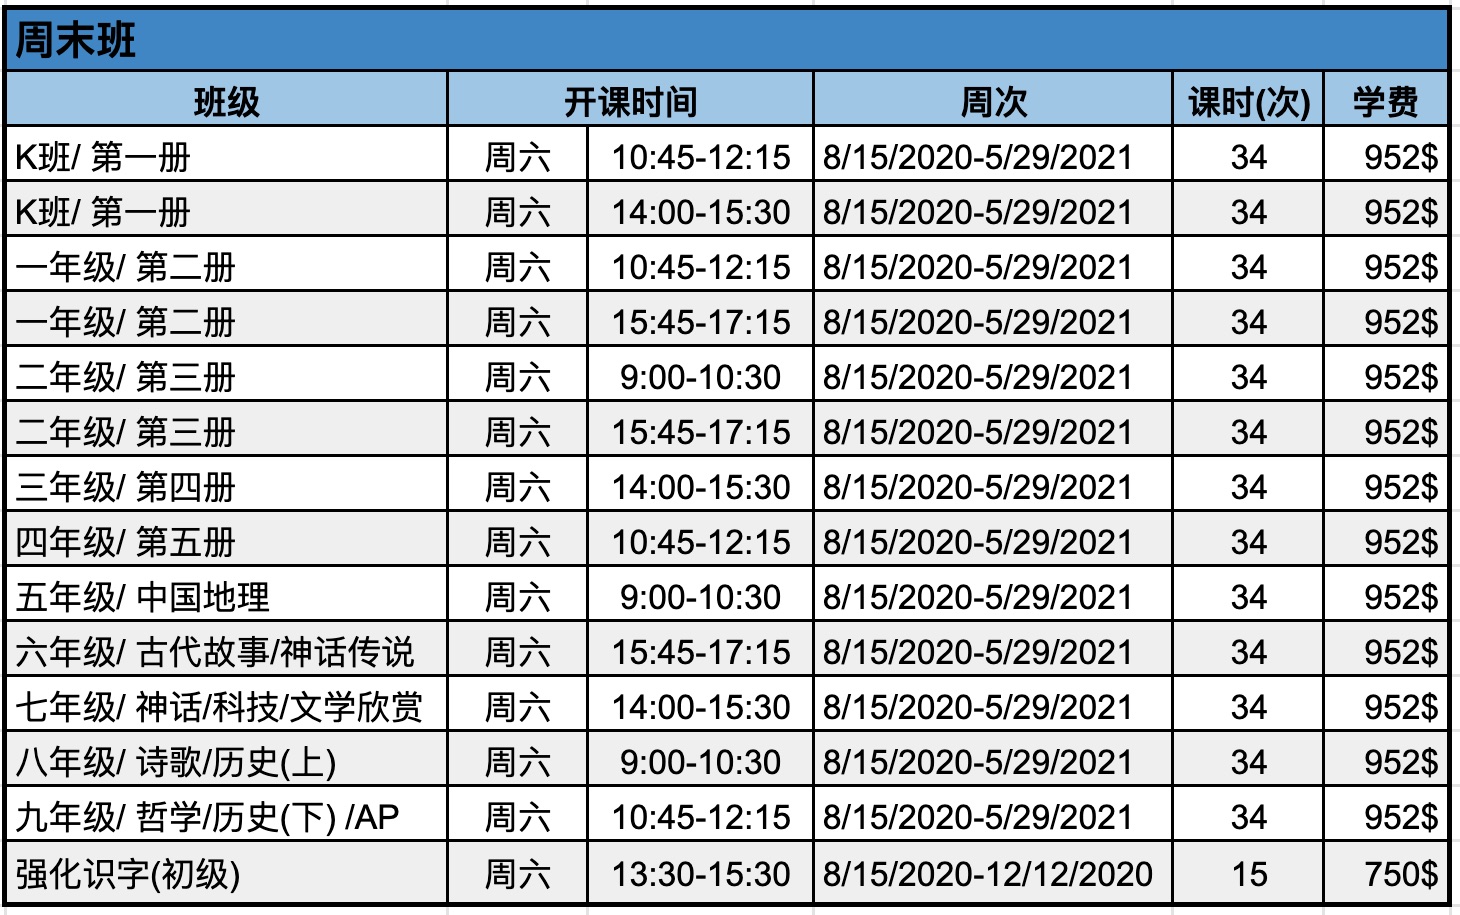 周末班
班级 开课时间 周次 课时(次) 学费
K班/ 第一册 周六 10:45-12:15 8/15/2020-5/29/2021 34 952$
K班/ 第一册 周六 14:00-15:30 8/15/2020-5/29/2021 34 952$
一年级/ 第二册 周六 10:45-12:15 8/15/2020-5/29/2021 34 952$
一年级/ 第二册 周六 15:45-17:15 8/15/2020-5/29/2021 34 952$
二年级/ 第三册 周六 9:00-10:30 8/15/2020-5/29/2021 34 952$
二年级/ 第三册 周六 15:45-17:15 8/15/2020-5/29/2021 34 952$
三年级/ 第四册 周六 14:00-15:30 8/15/2020-5/29/2021 34 952$
四年级/ 第五册 周六 10:45-12:15 8/15/2020-5/29/2021 34 952$
五年级/ 中国地理 周六 9:00-10:30 8/15/2020-5/29/2021 34 952$
六年级/ 古代故事/神话传说 周六 15:45-17:15 8/15/2020-5/29/2021 34 952$
七年级/ 神话/科技/文学欣赏 周六 14:00-15:30 8/15/2020-5/29/2021 34 952$
八年级/ 诗歌/历史(上) 周六 9:00-10:30 8/15/2020-5/29/2021 34 952$
九年级/ 哲学/历史(下) /AP 周六 10:45-12:15 8/15/2020-5/29/2021 34 952$
强化识字(初级) 周六 13:30-15:30 8/15/2020-12/12/2020 15 750$